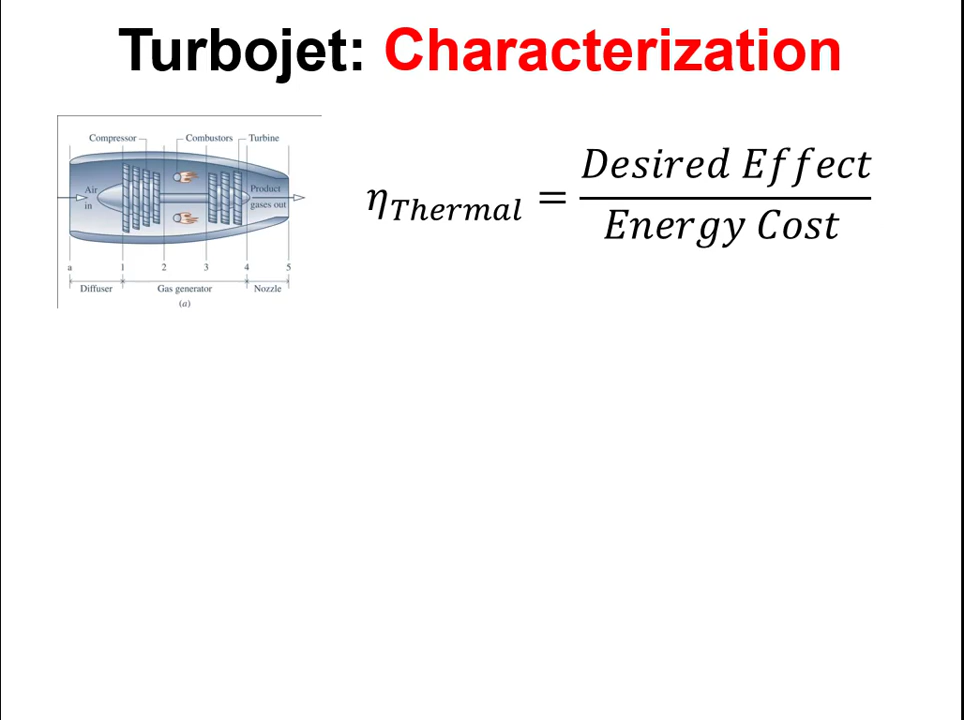 Turbojet: Characterization
Compressor Combustors Turbine
Air in
Product gases out
a 1 2 3 4 5
Diffuser Gas generator Nozzle
(a)
η_Thermal = Desired Effect / Energy Cost